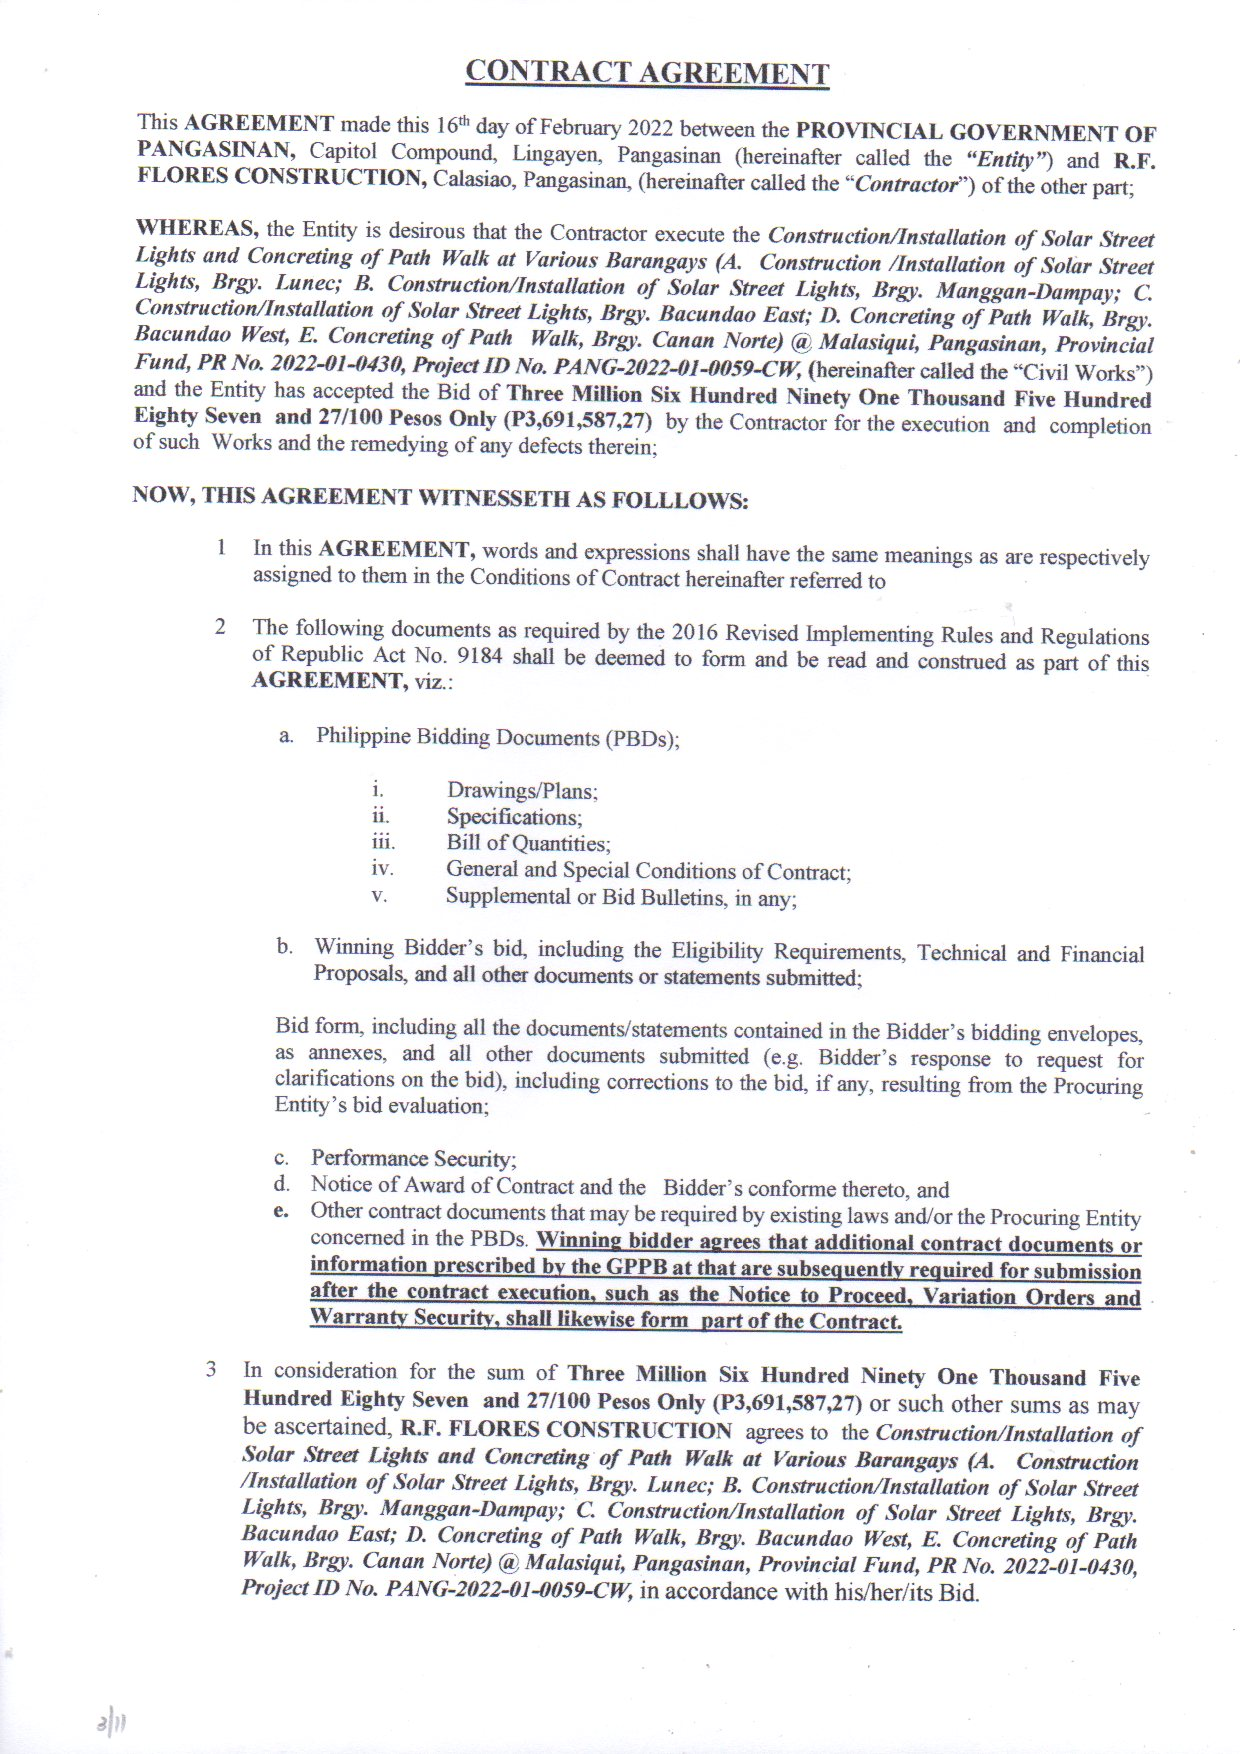 CONTRACT AGREEMENT
This AGREEMENT made this 16th day of February 2022 between the PROVINCIAL GOVERNMENT OF
PANGASINAN, Capitol Compound, Lingayen, Pangasinan (hereinafter called the “Entity”) and R.F.
FLORES CONSTRUCTION, Calasiao, Pangasinan, (hereinafter called the “Contractor”) of the other part;
WHEREAS, the Entity is desirous that the Contractor execute the Construction/Installation of Solar Street
Lights and Concreting of Path Walk at Various Barangays (A. Construction /Installation of Solar Street
Lights, Brgy. Lunec; B. Construction/Installation of Solar Street Lights, Brgy. Manggan-Dampay; C.
Construction/Installation of Solar Street Lights, Brgy. Bacundao East; D. Concreting of Path Walk, Brgy.
Bacundao West, E. Concreting of Path Walk, Brgy. Canan Norte) @ Malasiqui, Pangasinan, Provincial
Fund, PR No. 2022-01-0430, Project ID No. PANG-2022-01-0059-CW, (hereinafter called the “Civil Works”)
and the Entity has accepted the Bid of Three Million Six Hundred Ninety One Thousand Five Hundred
Eighty Seven and 27/100 Pesos Only (P3,691,587,27) by the Contractor for the execution and completion
of such Works and the remedying of any defects therein;
NOW, THIS AGREEMENT WITNESSETH AS FOLLLOWS:
1 In this AGREEMENT, words and expressions shall have the same meanings as are respectively
assigned to them in the Conditions of Contract hereinafter referred to
2 The following documents as required by the 2016 Revised Implementing Rules and Regulations
of Republic Act No. 9184 shall be deemed to form and be read and construed as part of this
AGREEMENT, viz.:
a. Philippine Bidding Documents (PBDs);
i. Drawings/Plans;
ii. Specifications;
iii. Bill of Quantities;
iv. General and Special Conditions of Contract;
v. Supplemental or Bid Bulletins, in any;
b. Winning Bidder’s bid, including the Eligibility Requirements, Technical and Financial
Proposals, and all other documents or statements submitted;
Bid form, including all the documents/statements contained in the Bidder’s bidding envelopes,
as annexes, and all other documents submitted (e.g. Bidder’s response to request for
clarifications on the bid), including corrections to the bid, if any, resulting from the Procuring
Entity’s bid evaluation;
c. Performance Security;
d. Notice of Award of Contract and the Bidder’s conforme thereto, and
e. Other contract documents that may be required by existing laws and/or the Procuring Entity
concerned in the PBDs. Winning bidder agrees that additional contract documents or
information prescribed by the GPPB at that are subsequently required for submission
after the contract execution, such as the Notice to Proceed, Variation Orders and
Warranty Security, shall likewise form part of the Contract.
3 In consideration for the sum of Three Million Six Hundred Ninety One Thousand Five
Hundred Eighty Seven and 27/100 Pesos Only (P3,691,587,27) or such other sums as may
be ascertained, R.F. FLORES CONSTRUCTION agrees to the Construction/Installation of
Solar Street Lights and Concreting of Path Walk at Various Barangays (A. Construction
/Installation of Solar Street Lights, Brgy. Lunec; B. Construction/Installation of Solar Street
Lights, Brgy. Manggan-Dampay; C. Construction/Installation of Solar Street Lights, Brgy.
Bacundao East; D. Concreting of Path Walk, Brgy. Bacundao West, E. Concreting of Path
Walk, Brgy. Canan Norte) @ Malasiqui, Pangasinan, Provincial Fund, PR No. 2022-01-0430,
Project ID No. PANG-2022-01-0059-CW, in accordance with his/her/its Bid.